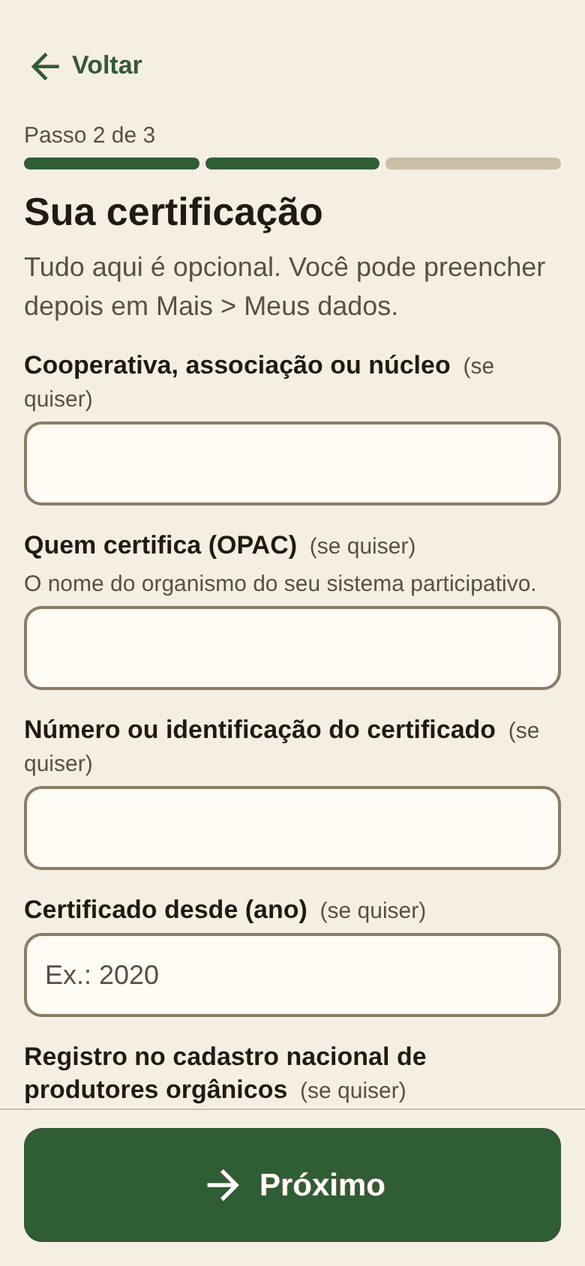 Voltar
Passo 2 de 3
Sua certificação
Tudo aqui é opcional. Você pode preencher
depois em Mais > Meus dados.
Cooperativa, associação ou núcleo (se
quiser)
Quem certifica (OPAC) (se quiser)
O nome do organismo do seu sistema participativo.
Número ou identificação do certificado (se
quiser)
Certificado desde (ano) (se quiser)
Ex.: 2020
Registro no cadastro nacional de
produtores orgânicos (se quiser)
Próximo